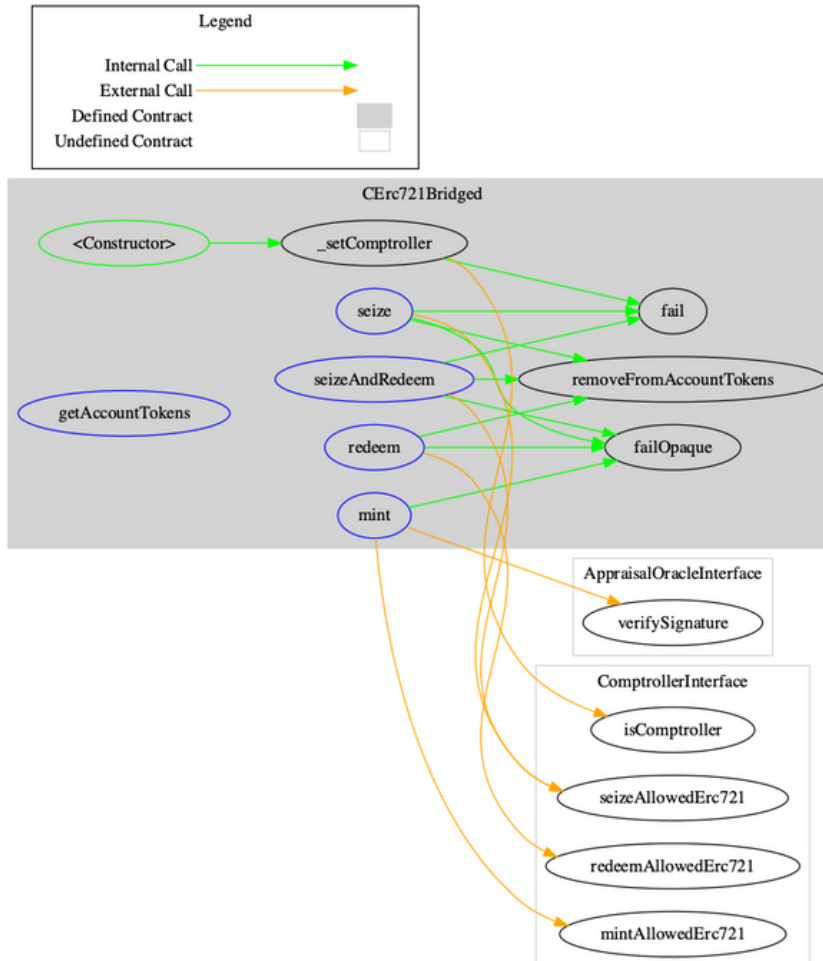 Legend
Internal Call
External Call
Defined Contract
Undefined Contract
CErc721Bridged
<Constructor>
_setComptroller
seize
fail
seizeAndRedeem
removeFromAccountTokens
getAccountTokens
redeem
failOpaque
mint
AppraisalOracleInterface
verifySignature
ComptrollerInterface
isComptroller
seizeAllowedErc721
redeemAllowedErc721
mintAllowedErc721